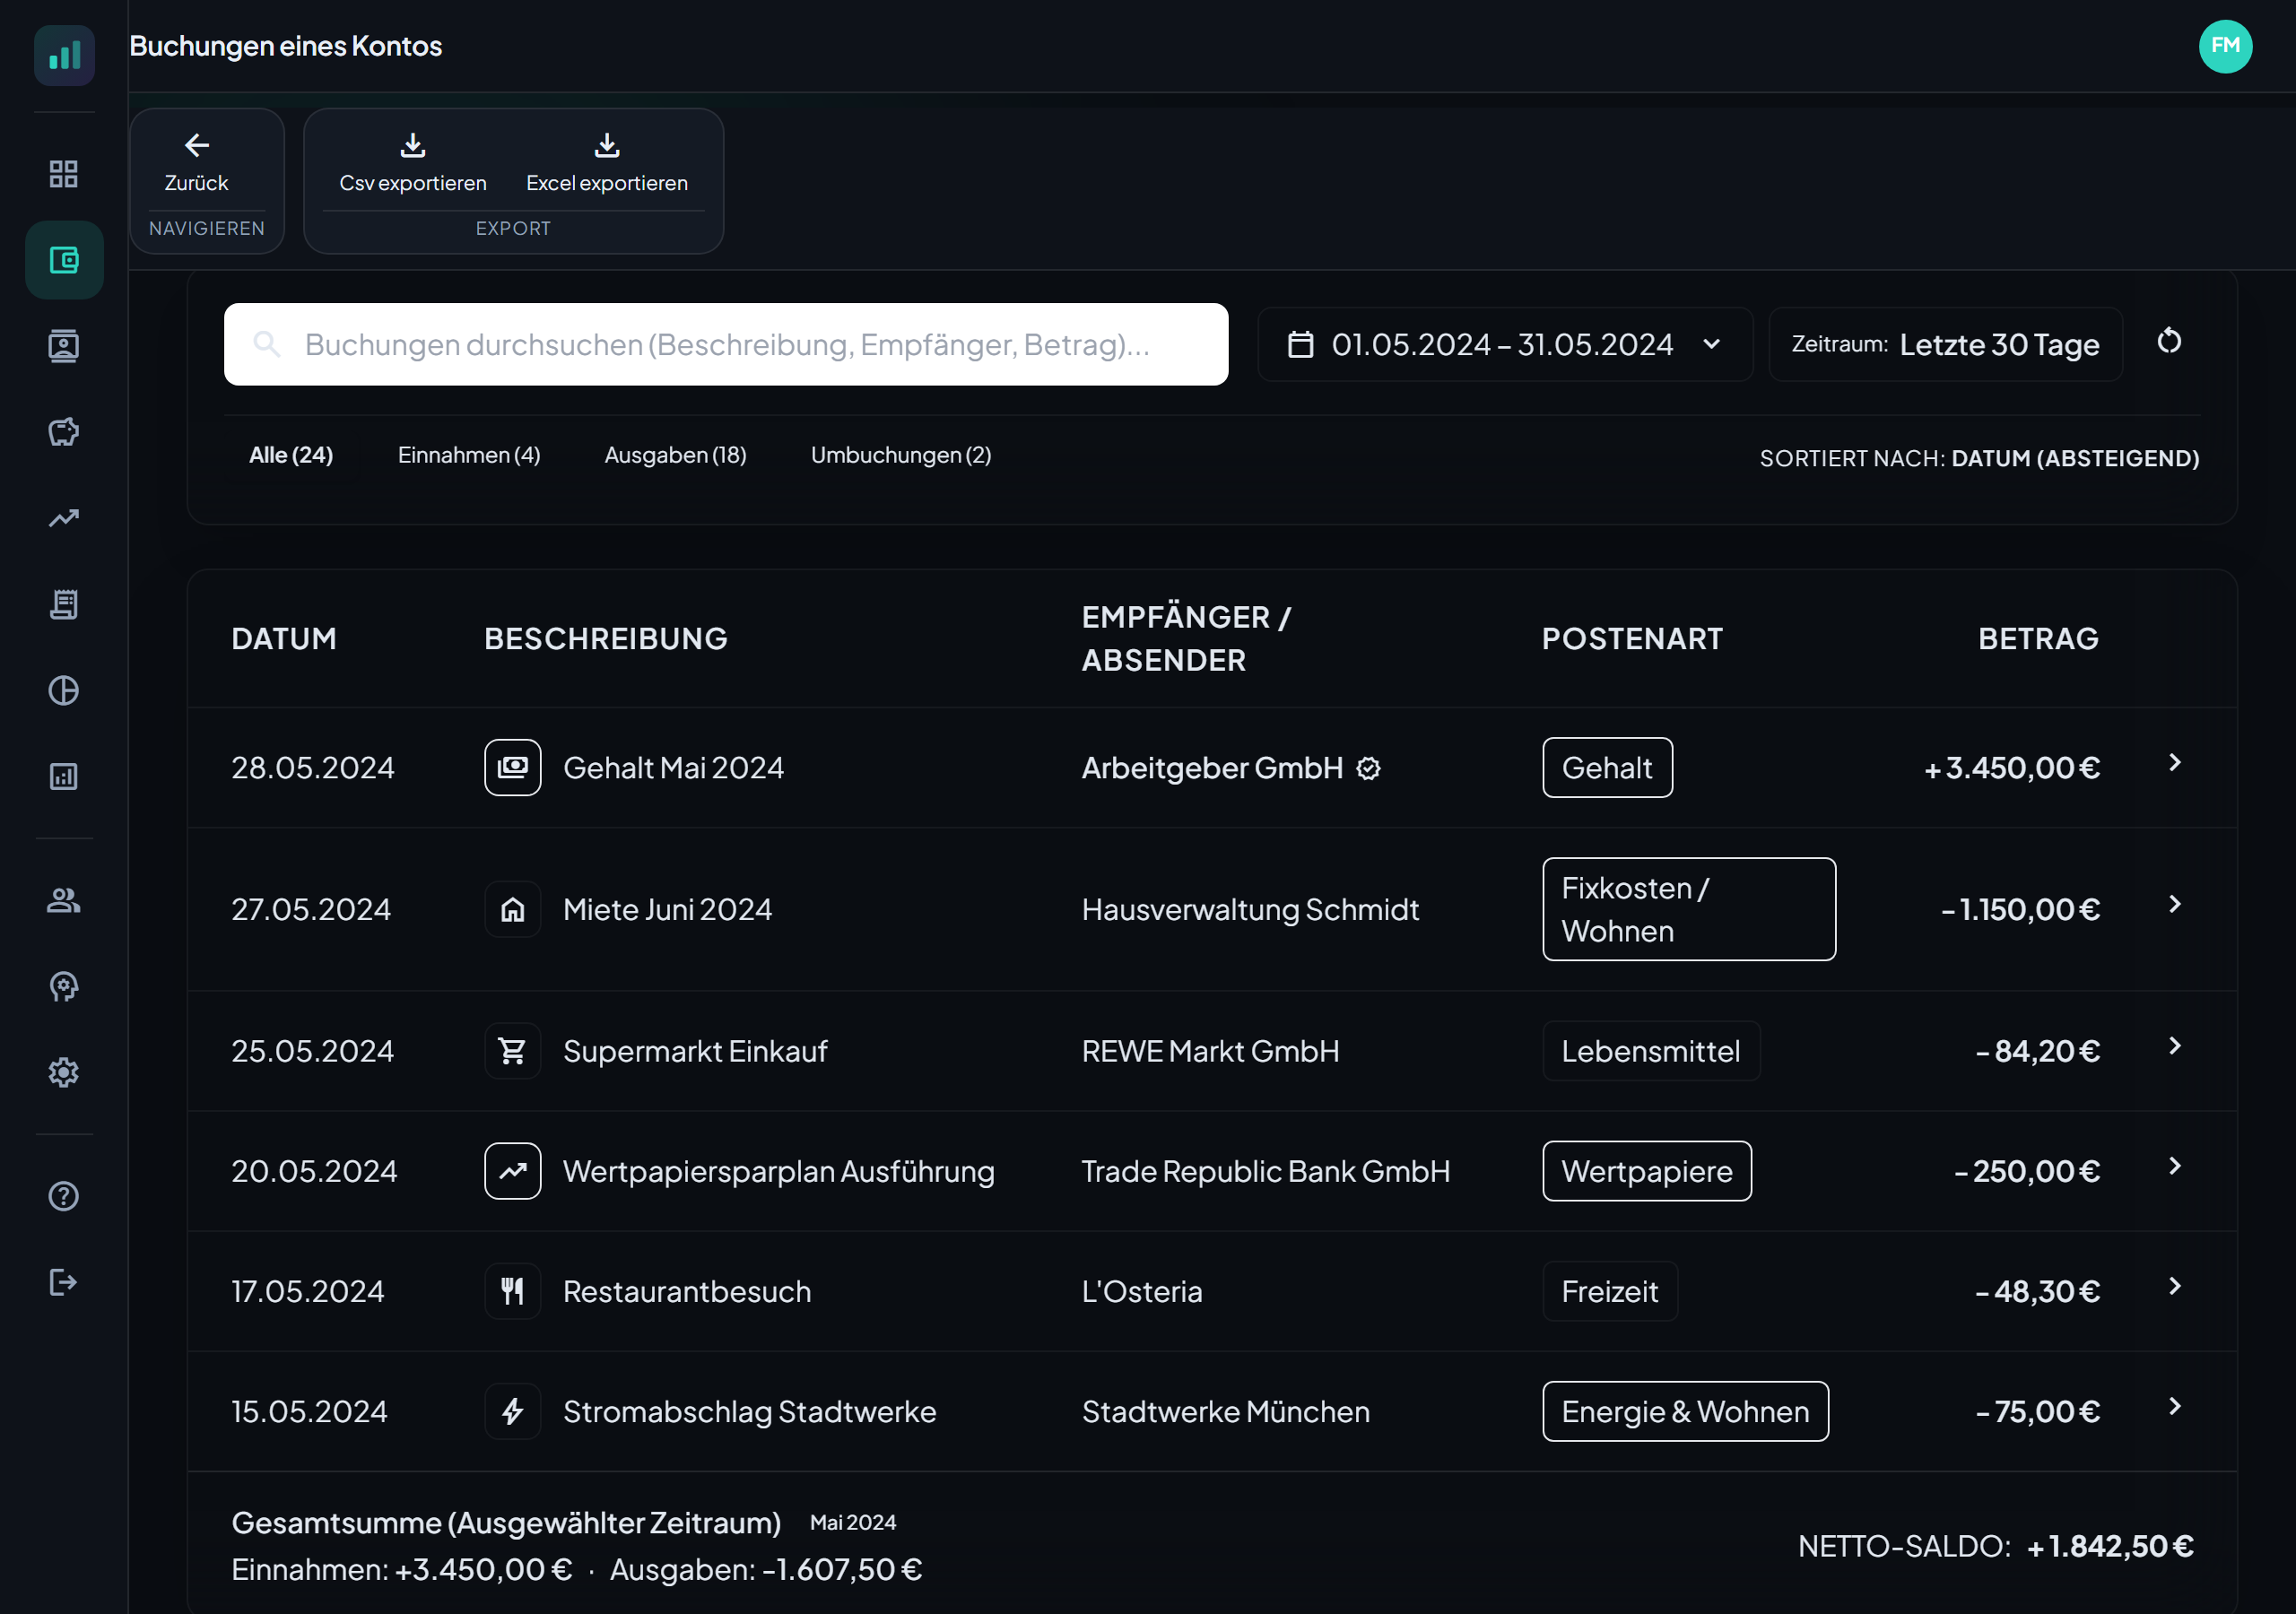 Buchungen eines Kontos
FM
Zurück
NAVIGIEREN
Csv exportieren
Excel exportieren
EXPORT
Buchungen durchsuchen (Beschreibung, Empfänger, Betrag)...
01.05.2024 – 31.05.2024
Zeitraum: Letzte 30 Tage
Alle (24)
Einnahmen (4)
Ausgaben (18)
Umbuchungen (2)
SORTIERT NACH: DATUM (ABSTEIGEND)
DATUM
BESCHREIBUNG
EMPFÄNGER /
ABSENDER
POSTENART
BETRAG
28.05.2024
Gehalt Mai 2024
Arbeitgeber GmbH
Gehalt
+ 3.450,00 €
27.05.2024
Miete Juni 2024
Hausverwaltung Schmidt
Fixkosten /
Wohnen
– 1.150,00 €
25.05.2024
Supermarkt Einkauf
REWE Markt GmbH
Lebensmittel
– 84,20 €
20.05.2024
Wertpapiersparplan Ausführung
Trade Republic Bank GmbH
Wertpapiere
– 250,00 €
17.05.2024
Restaurantbesuch
L'Osteria
Freizeit
– 48,30 €
15.05.2024
Stromabschlag Stadtwerke
Stadtwerke München
Energie & Wohnen
– 75,00 €
Gesamtsumme (Ausgewählter Zeitraum)
Mai 2024
Einnahmen: +3.450,00 € · Ausgaben: -1.607,50 €
NETTO-SALDO: + 1.842,50 €